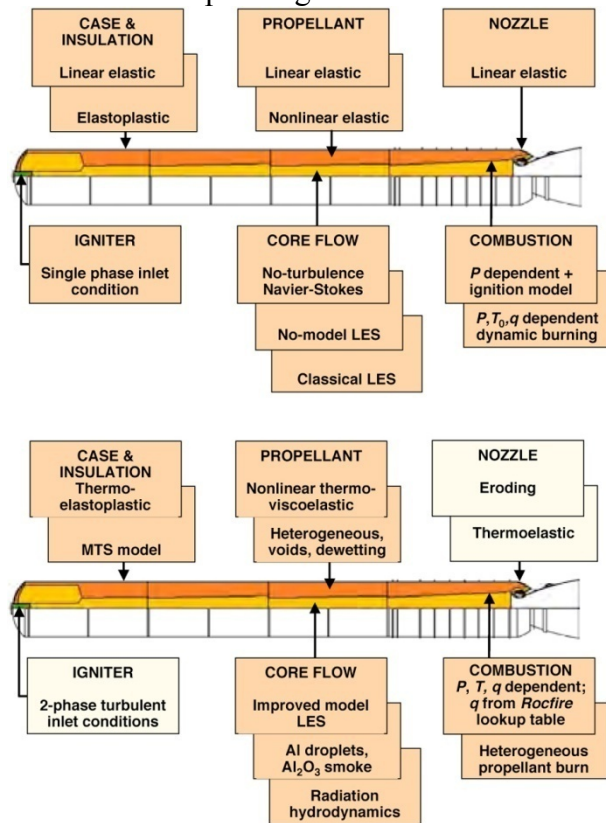 CASE &
INSULATION
Linear elastic
Elastoplastic
PROPELLANT
Linear elastic
Nonlinear elastic
NOZZLE
Linear elastic
IGNITER
Single phase inlet
condition
CORE FLOW
No-turbulence
Navier-Stokes
No-model LES
Classical LES
COMBUSTION
P dependent +
ignition model
P,T0,q dependent
dynamic burning
CASE &
INSULATION
Thermo-
elastoplastic
MTS model
PROPELLANT
Nonlinear thermo-
viscoelastic
Heterogeneous,
voids, dewetting
NOZZLE
Eroding
Thermoelastic
IGNITER
2-phase turbulent
inlet conditions
CORE FLOW
Improved model
LES
Al droplets,
Al2O3 smoke
Radiation
hydrodynamics
COMBUSTION
P, T, q dependent;
q from Rocfire
lookup table
Heterogeneous
propellant burn